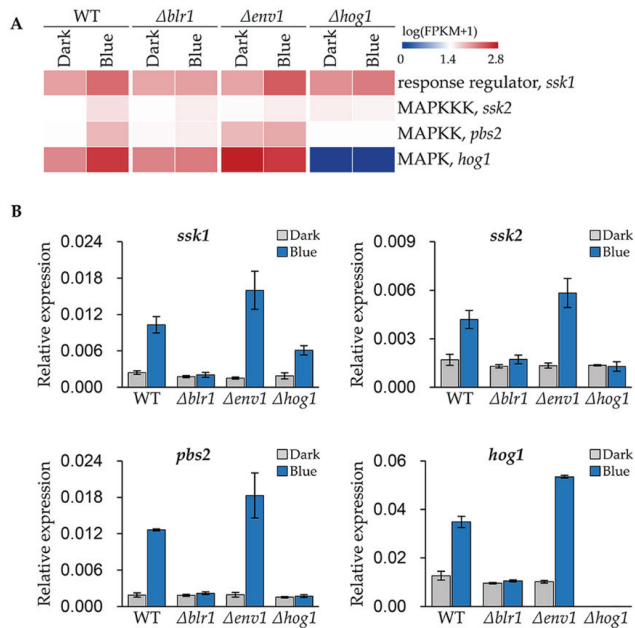 A
WT Δblr1 Δenv1 Δhog1
Dark Blue Dark Blue Dark Blue Dark Blue
log(FPKM+1)
0 1.4 2.8
response regulator, ssk1
MAPKKK, ssk2
MAPKK, pbs2
MAPK, hog1
B
ssk1
Dark
Blue
Relative expression
0.024
0.018
0.012
0.006
0.000
WT Δblr1 Δenv1 Δhog1
ssk2
Dark
Blue
Relative expression
0.009
0.006
0.003
0.000
WT Δblr1 Δenv1 Δhog1
pbs2
Dark
Blue
Relative expression
0.024
0.018
0.012
0.006
0.000
WT Δblr1 Δenv1 Δhog1
hog1
Dark
Blue
Relative expression
0.06
0.04
0.02
0.00
WT Δblr1 Δenv1 Δhog1